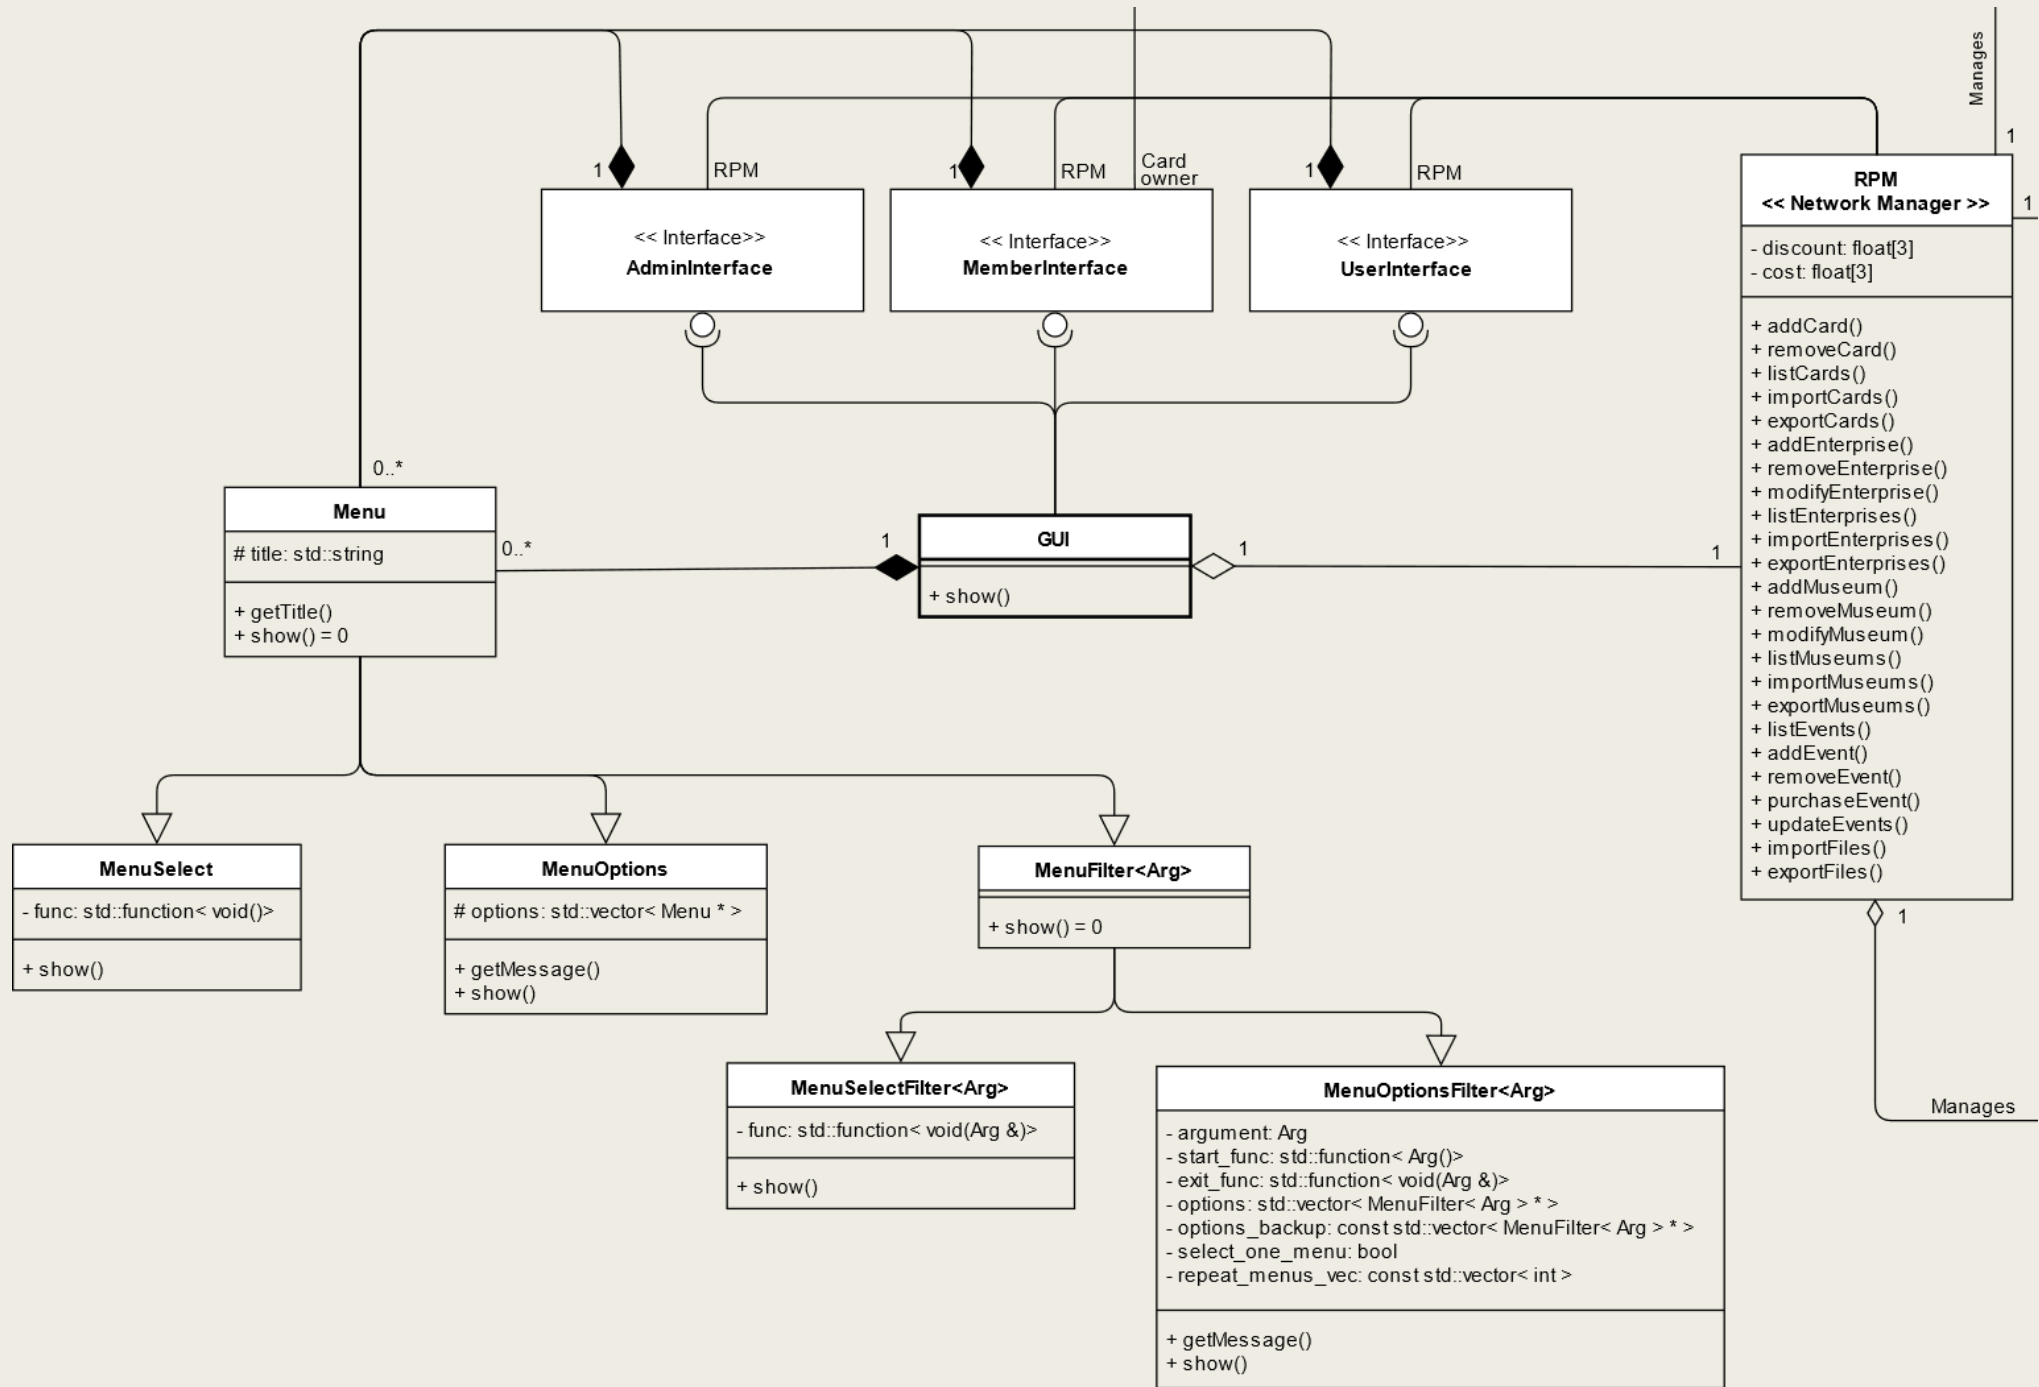 Manages
1
1
RPM
1
RPM
1
RPM
Card
owner
1
<< Interface>>
AdminInterface
<< Interface>>
MemberInterface
<< Interface>>
UserInterface
RPM
<< Network Manager >>
1
- discount: float[3]
- cost: float[3]
+ addCard()
+ removeCard()
+ listCards()
+ importCards()
+ exportCards()
+ addEnterprise()
+ removeEnterprise()
+ modifyEnterprise()
+ listEnterprises()
+ importEnterprises()
+ exportEnterprises()
+ addMuseum()
+ removeMuseum()
+ modifyMuseum()
+ listMuseums()
+ importMuseums()
+ exportMuseums()
+ listEvents()
+ addEvent()
+ removeEvent()
+ purchaseEvent()
+ updateEvents()
+ importFiles()
+ exportFiles()
1
Manages
0..*
Menu
# title: std::string
+ getTitle()
+ show() = 0
0..*
1
GUI
+ show()
1
1
MenuSelect
- func: std::function< void()>
+ show()
MenuOptions
# options: std::vector< Menu * >
+ getMessage()
+ show()
MenuFilter<Arg>
+ show() = 0
MenuSelectFilter<Arg>
- func: std::function< void(Arg &)>
+ show()
MenuOptionsFilter<Arg>
- argument: Arg
- start_func: std::function< Arg()>
- exit_func: std::function< void(Arg &)>
- options: std::vector< MenuFilter< Arg > * >
- options_backup: const std::vector< MenuFilter< Arg > * >
- select_one_menu: bool
- repeat_menus_vec: const std::vector< int >
+ getMessage()
+ show()